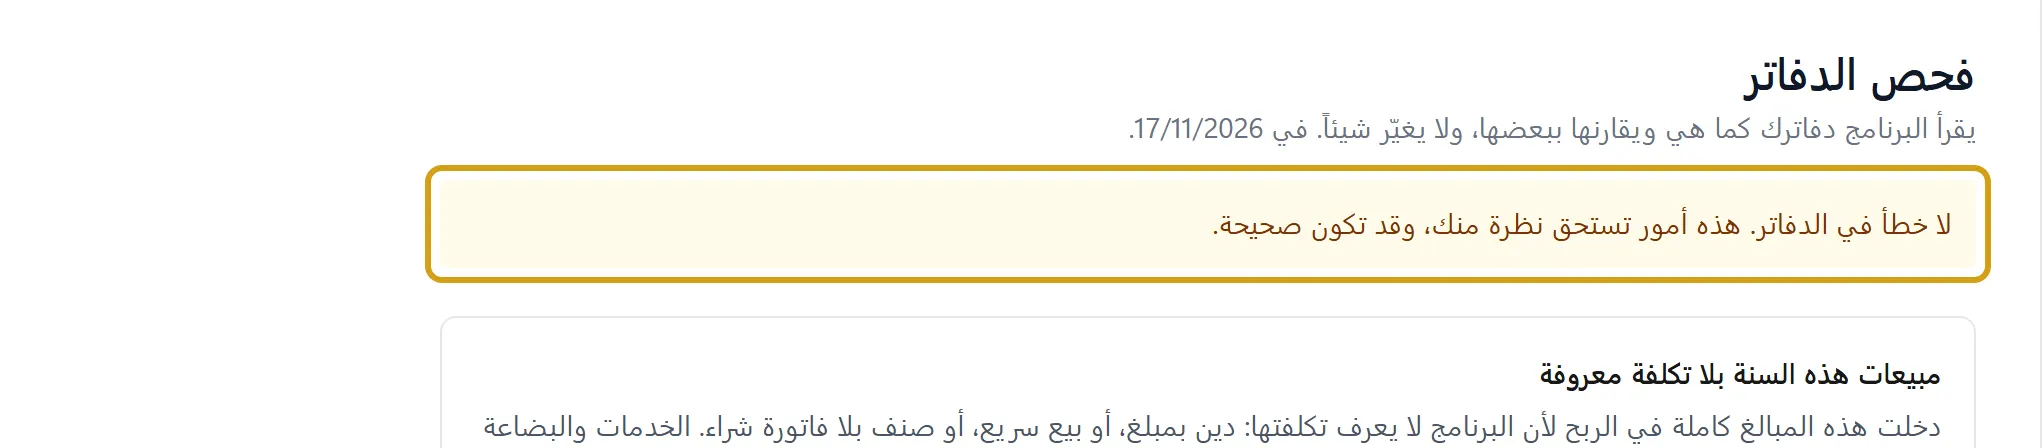 فحص الدفاتر
يقرأ البرنامج دفاترك كما هي ويقارنها ببعضها، ولا يغيّر شيئاً. في 17/11/2026.
لا خطأ في الدفاتر. هذه أمور تستحق نظرة منك، وقد تكون صحيحة.
مبيعات هذه السنة بلا تكلفة معروفة
دخلت هذه المبالغ كاملة في الربح لأن البرنامج لا يعرف تكلفتها: دين بمبلغ، أو بيع سريع، أو صنف بلا فاتورة شراء. الخدمات والبضاعة